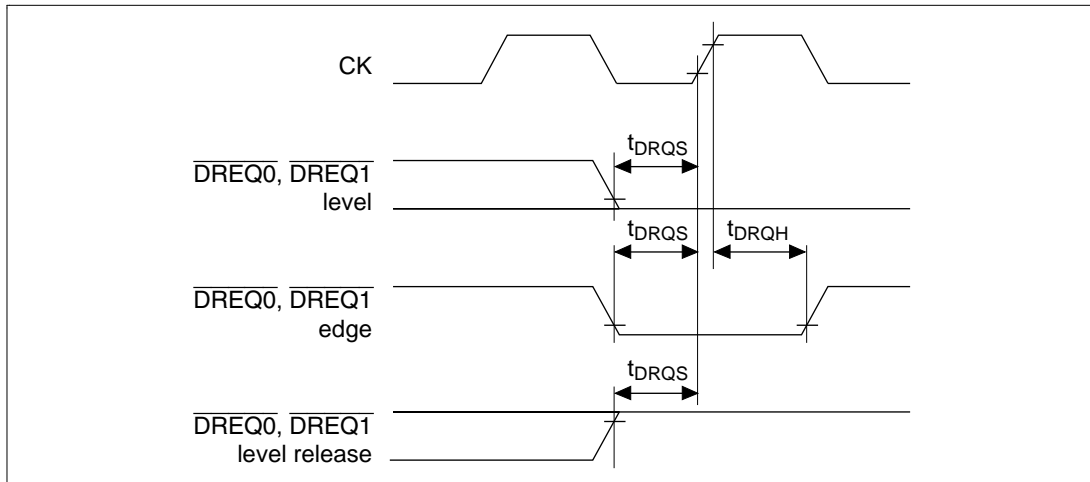 CK
tDRQS
DREQ0, DREQ1
level
tDRQS
tDRQH
DREQ0, DREQ1
edge
tDRQS
DREQ0, DREQ1
level release